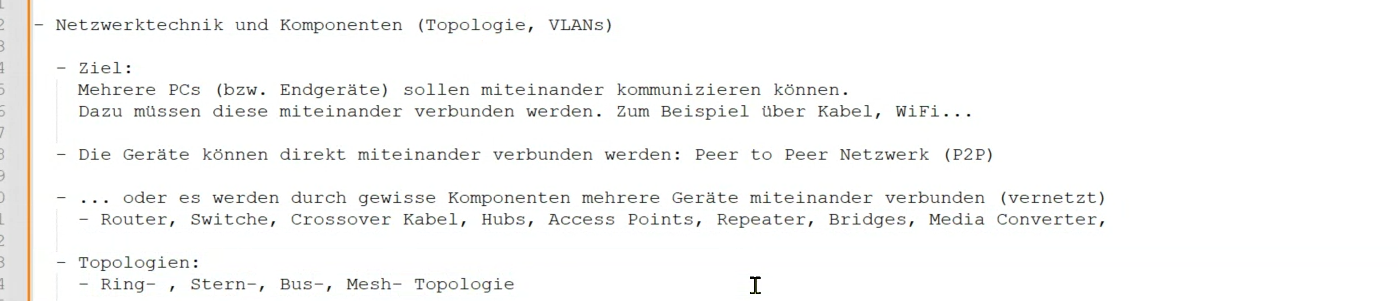 - Netzwerktechnik und Komponenten (Topologie, VLANs)
- Ziel:
Mehrere PCs (bzw. Endgeräte) sollen miteinander kommunizieren können.
Dazu müssen diese miteinander verbunden werden. Zum Beispiel über Kabel, WiFi...
- Die Geräte können direkt miteinander verbunden werden: Peer to Peer Netzwerk (P2P)
- ... oder es werden durch gewisse Komponenten mehrere Geräte miteinander verbunden (vernetzt)
- Router, Switche, Crossover Kabel, Hubs, Access Points, Repeater, Bridges, Media Converter,
- Topologien:
- Ring- , Stern-, Bus-, Mesh- Topologie